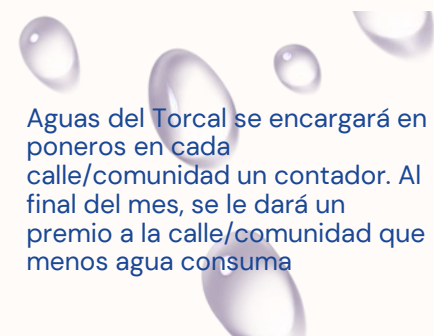 Aguas del Torcal se encargará en
poneros en cada
calle/comunidad un contador. Al
final del mes, se le dará un
premio a la calle/comunidad que
menos agua consuma